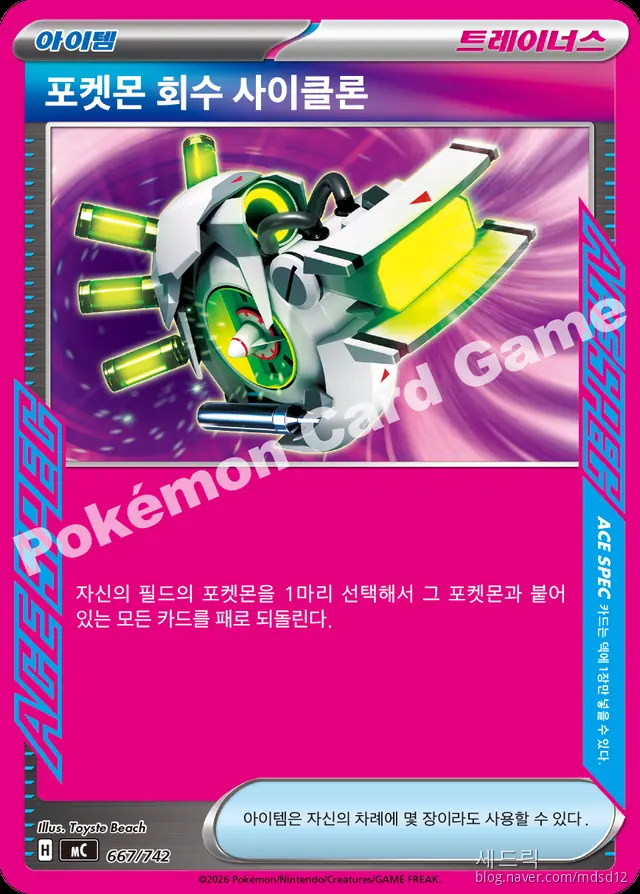 아이템
트레이너스
포켓몬 회수 사이클론
Pokémon Card Game
ACE SPEC
ACE SPEC
자신의 필드의 포켓몬을 1마리 선택해서 그 포켓몬과 붙어
있는 모든 카드를 패로 되돌린다.
ACE SPEC 카드는 덱에 1장만 넣을 수 있다.
아이템은 자신의 차례에 몇 장이라도 사용할 수 있다.
Illus. Toyste Beach
H mC 667/742
©2026 Pokémon/Nintendo/Creatures/GAME FREAK.
세드릭
blog.naver.com/mdsd12